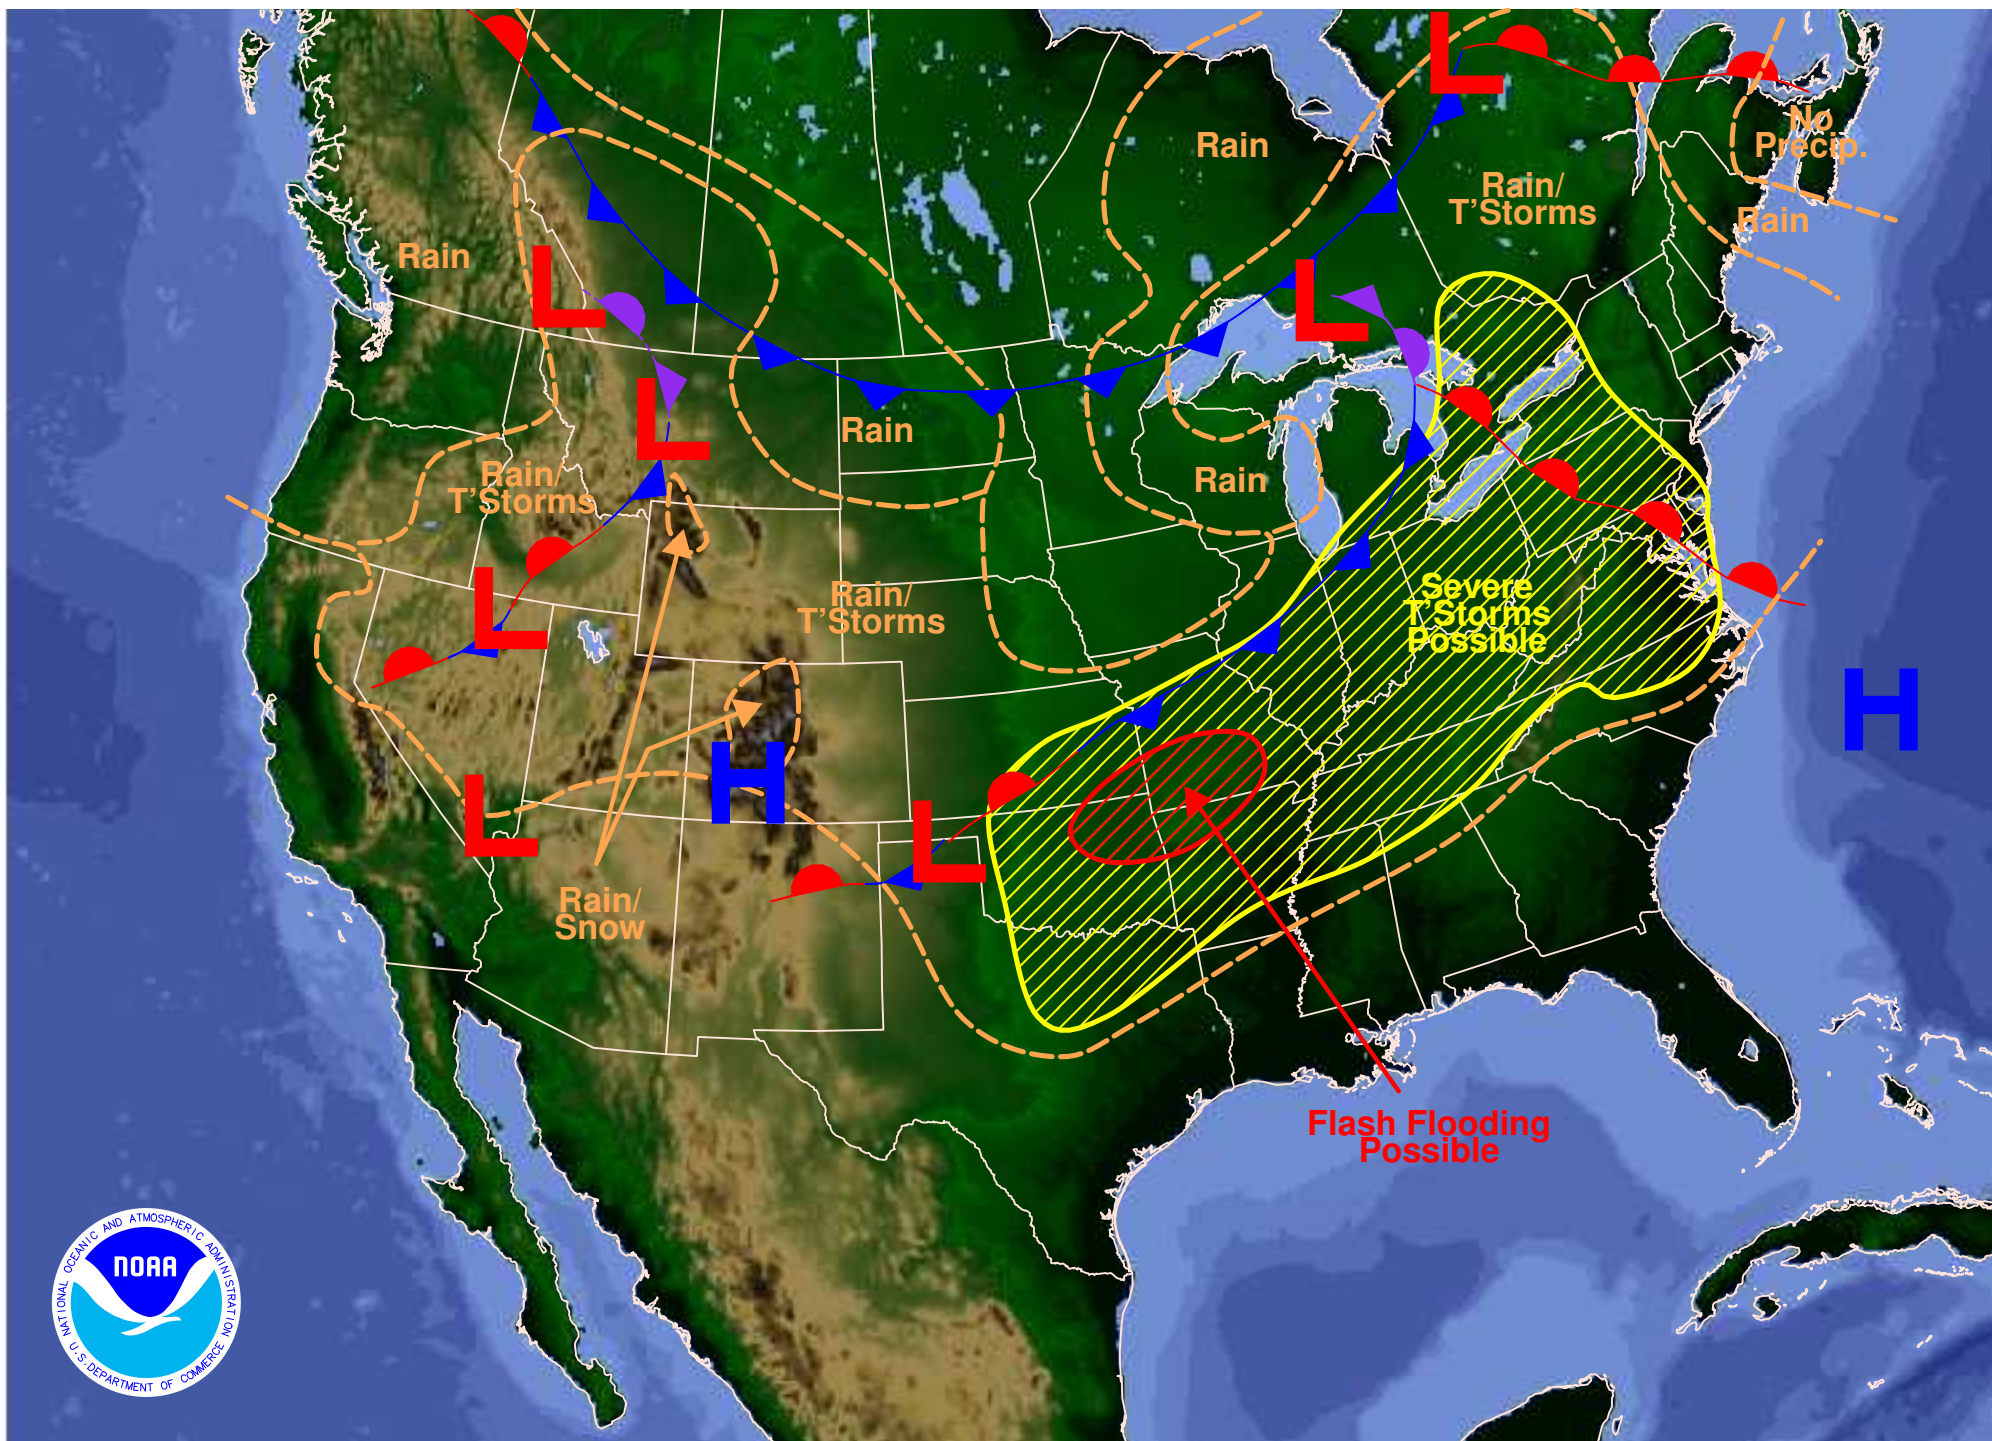 L
No
Precip.
Rain
Rain/
T'Storms
Rain
Rain
L
L
L
Rain
Rain/
T'Storms
Rain
L
Rain/
T'Storms
Severe
T'Storms
Possible
L
H
H
L
L
Rain/
Snow
Flash Flooding
Possible
NATIONAL OCEANIC AND ATMOSPHERIC ADMINISTRATION
NOAA
U.S. DEPARTMENT OF COMMERCE